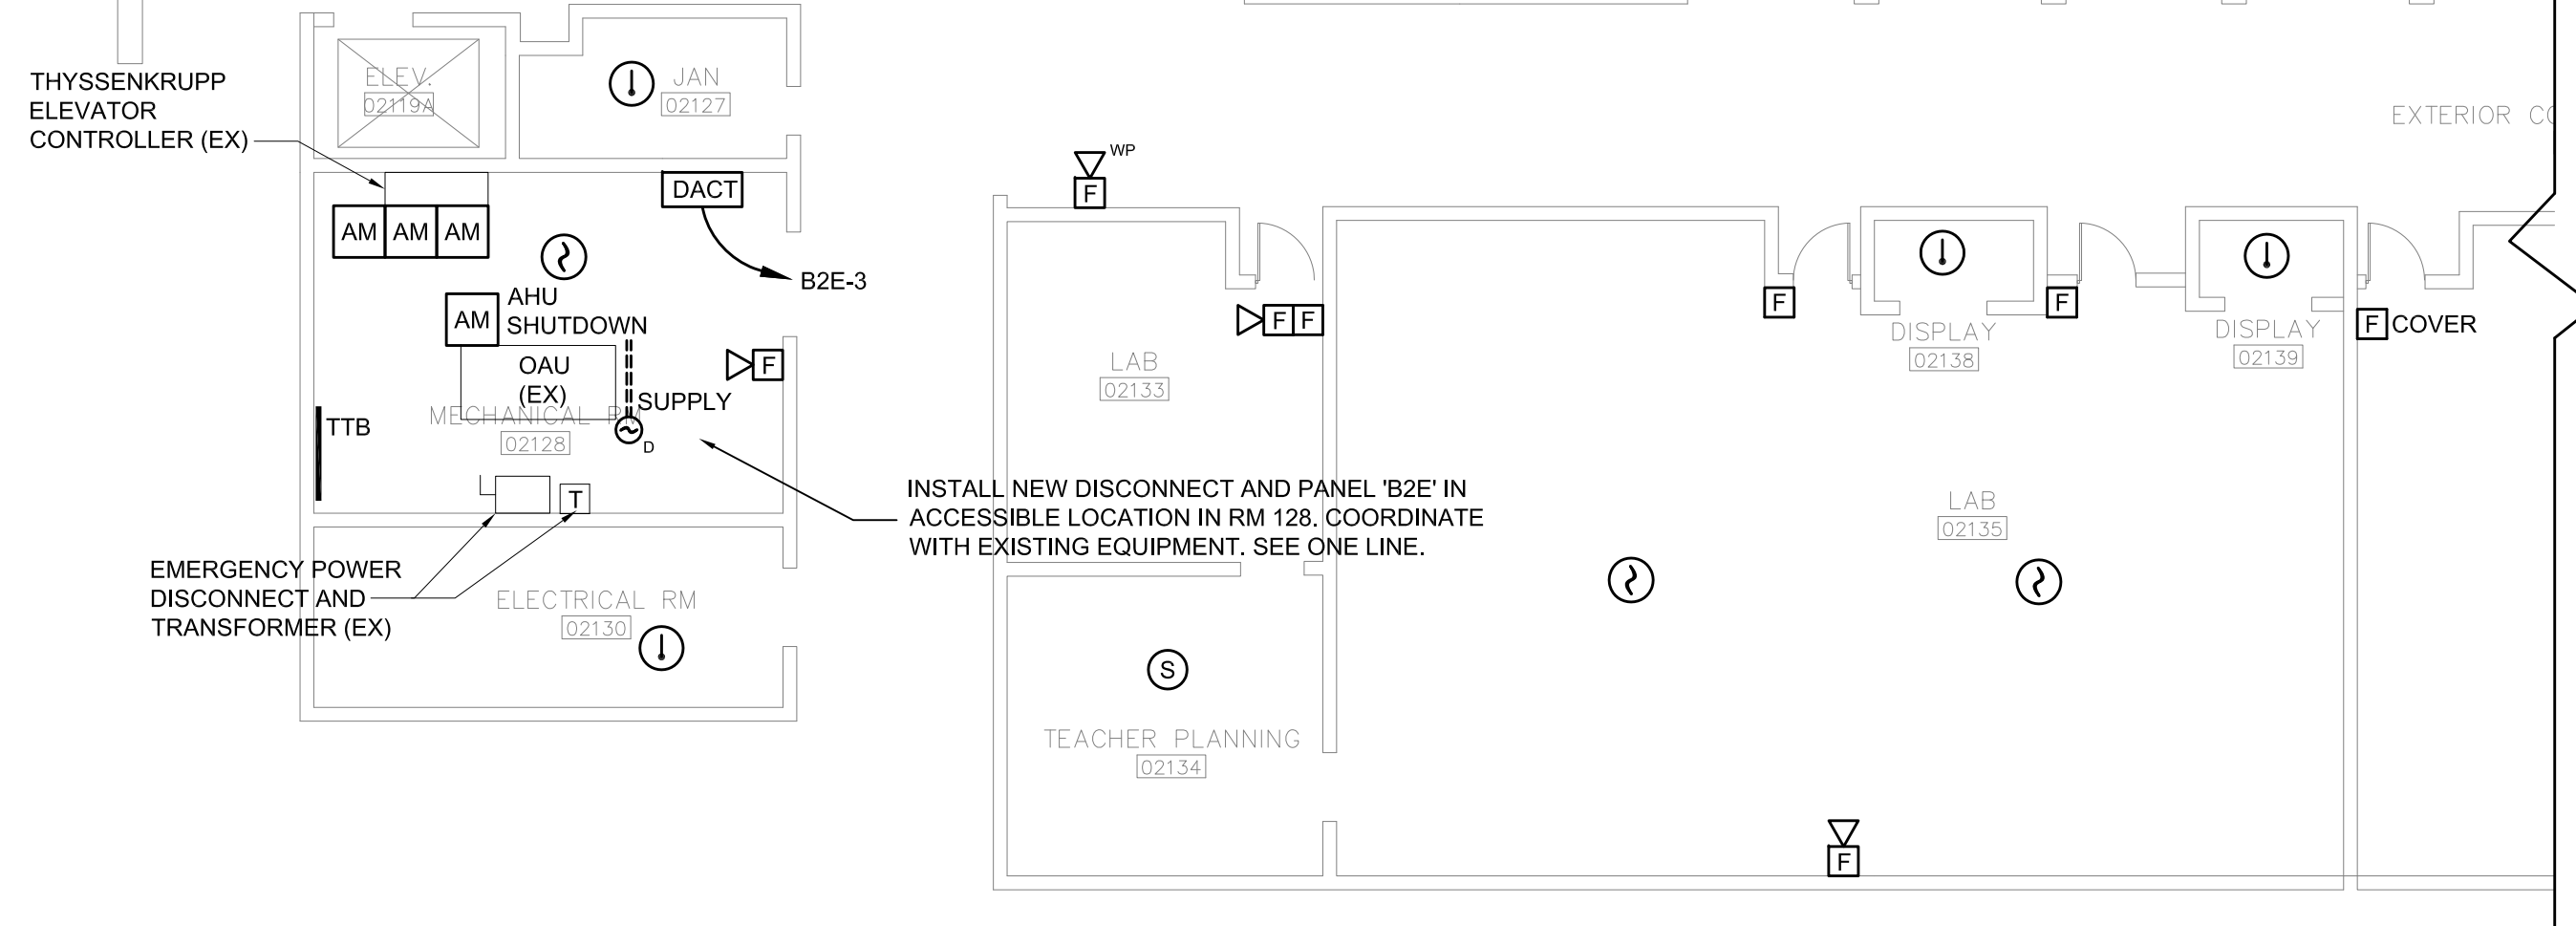 THYSSENKRUPP
ELEVATOR
CONTROLLER (EX)
ELEV.
02119A
JAN
02127
EXTERIOR
WP
F
DACT
AM AM AM
B2E-3
AM
AHU
SHUTDOWN
OAU
(EX)
F
SUPPLY
TTB
MECHANICAL RM
02128
D
T
INSTALL NEW DISCONNECT AND PANEL 'B2E' IN
ACCESSIBLE LOCATION IN RM 128. COORDINATE
WITH EXISTING EQUIPMENT. SEE ONE LINE.
EMERGENCY POWER
DISCONNECT AND
TRANSFORMER (EX)
ELECTRICAL RM
02130
LAB
02133
F F
F
F
F COVER
DISPLAY
02138
DISPLAY
02139
LAB
02135
S
TEACHER PLANNING
02134
F